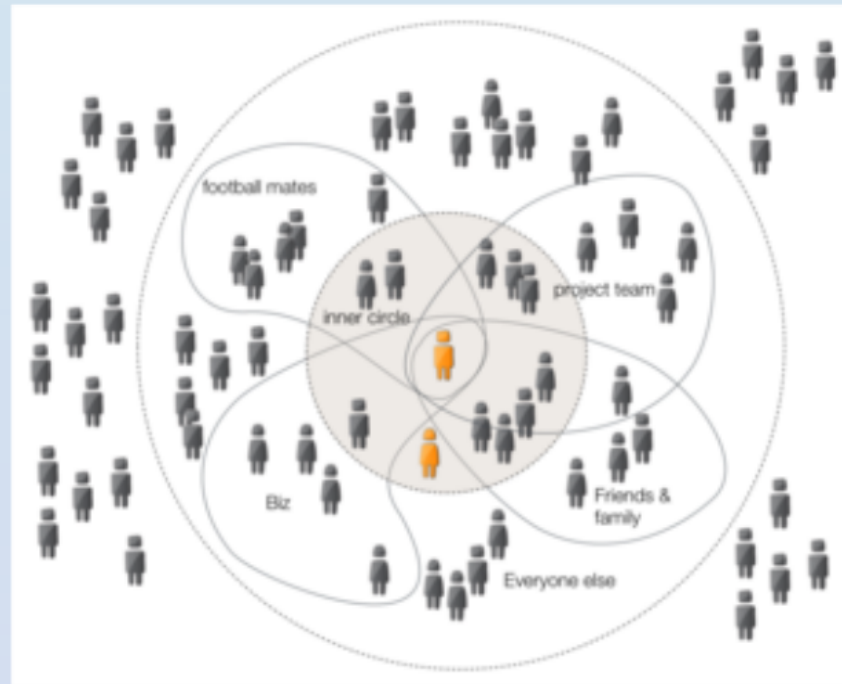 football mates
project team
inner circle
Biz
Friends &
family
Everyone else